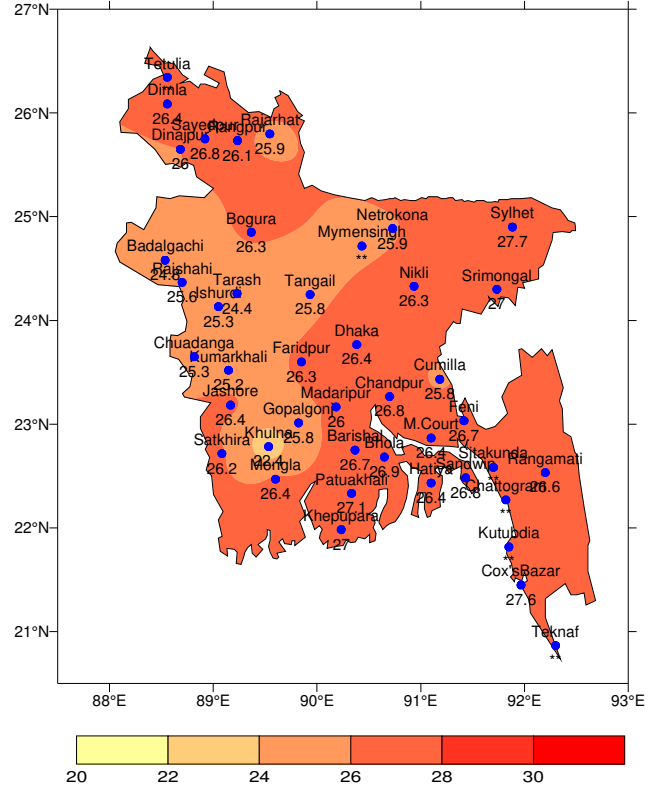 27°N
Tetulia
**
Dimla
26.4
26°N
Sayedpur
26.8
Rangpur
26.1
Rajarhat
25.9
Dinajpur
26
25°N
Bogura
26.3
Netrokona
25.9
Mymensingh
**
Sylhet
27.7
Badalgachi
24.8
Rajshahi
25.6
Ishurdi
25.3
Tarash
24.4
Tangail
25.8
Nikli
26.3
Srimongal
27
24°N
Chuadanga
25.3
Kumarkhali
25.2
Faridpur
26.3
Dhaka
26.4
Cumilla
25.8
Jashore
26.4
Madaripur
26
Chandpur
26.8
Feni
26.7
23°N
Gopalgonj
25.8
M.Court
26.4
Satkhira
26.2
Khulna
22.4
Barishal
26.7
Bhola
26.9
Sitakunda
**
Rangamati
26.6
Mongla
26.4
Patuakhali
27.1
Hatiya
26.4
Sandwip
26.8
Chattogram
**
22°N
Khepupara
27
Kutubdia
**
Cox'sBazar
27.6
21°N
Teknaf
**
88°E 89°E 90°E 91°E 92°E 93°E
20 22 24 26 28 30